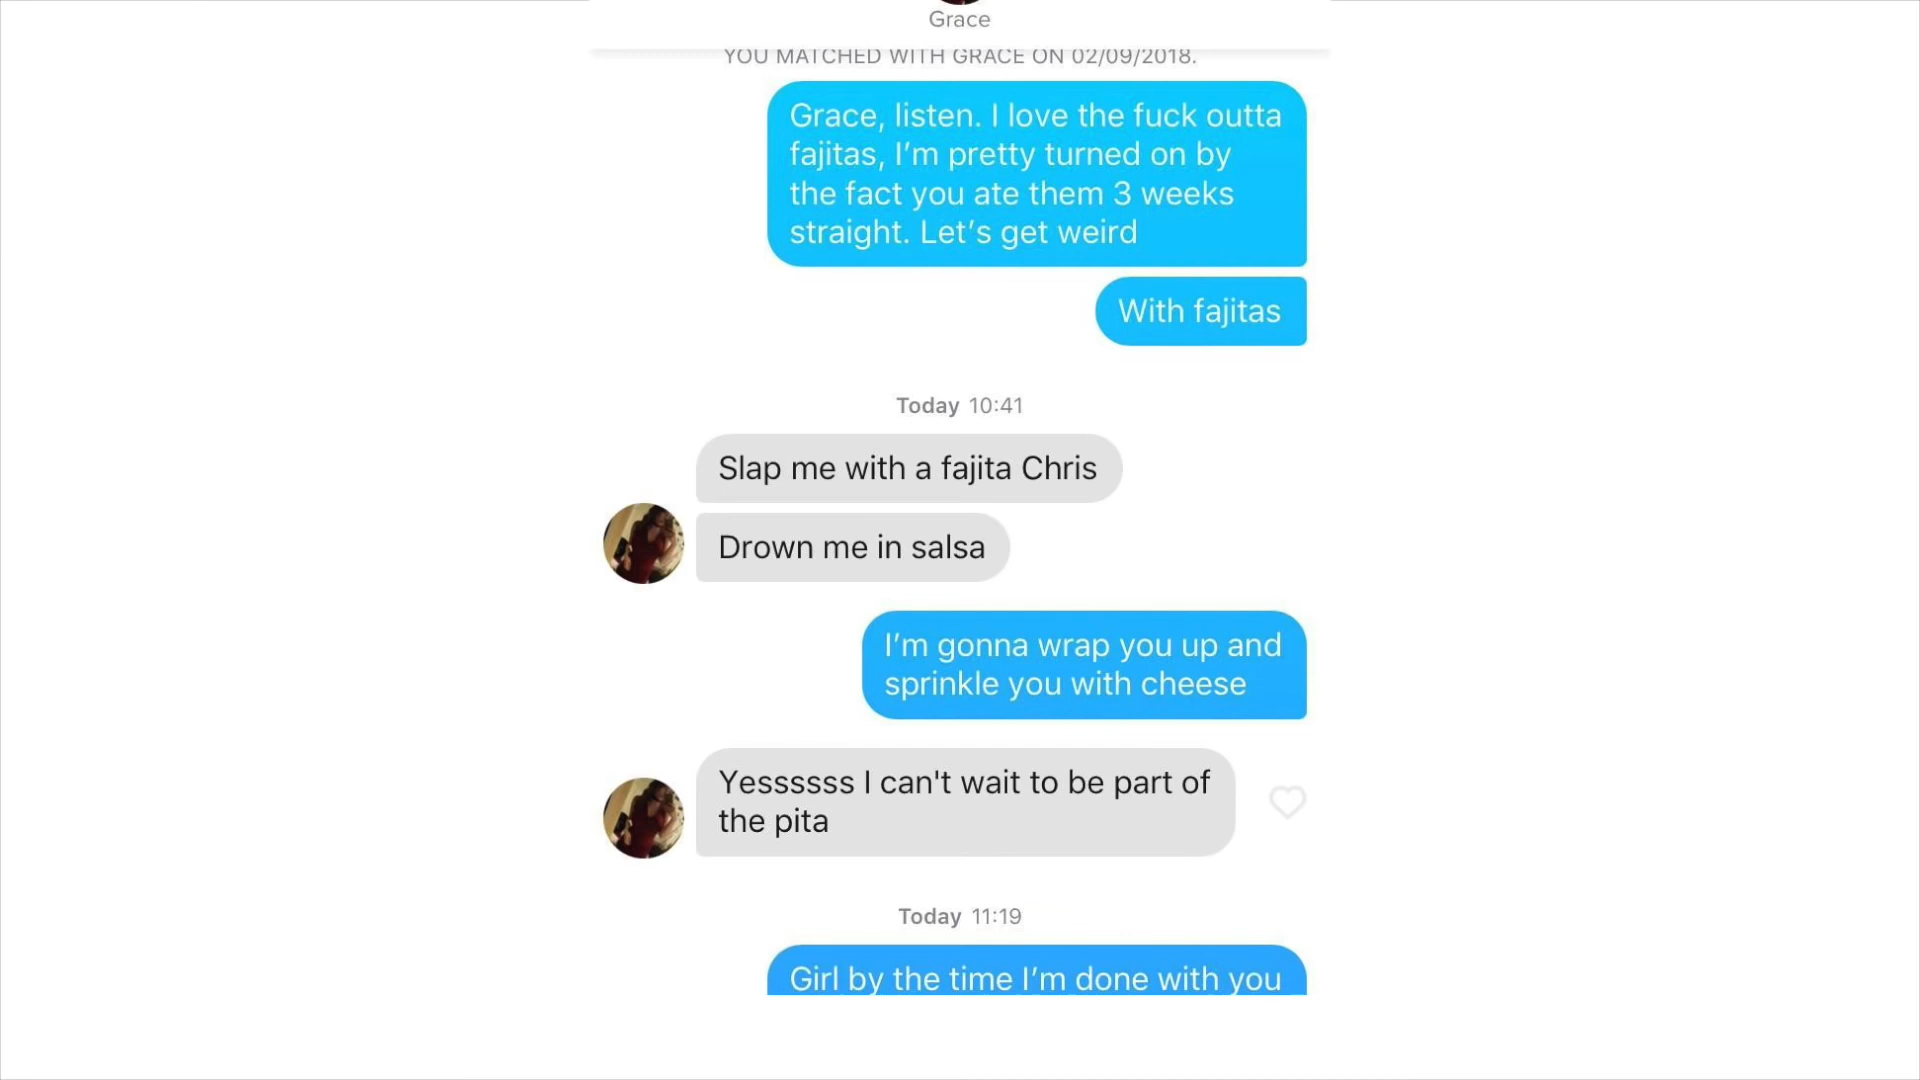 Grace
YOU MATCHED WITH GRACE ON 02/09/2018.
Grace, listen. I love the fuck outta
fajitas, I’m pretty turned on by
the fact you ate them 3 weeks
straight. Let’s get weird
With fajitas
Today 10:41
Slap me with a fajita Chris
Drown me in salsa
I’m gonna wrap you up and
sprinkle you with cheese
Yessssss I can't wait to be part of
the pita
Today 11:19
Girl by the time I’m done with you